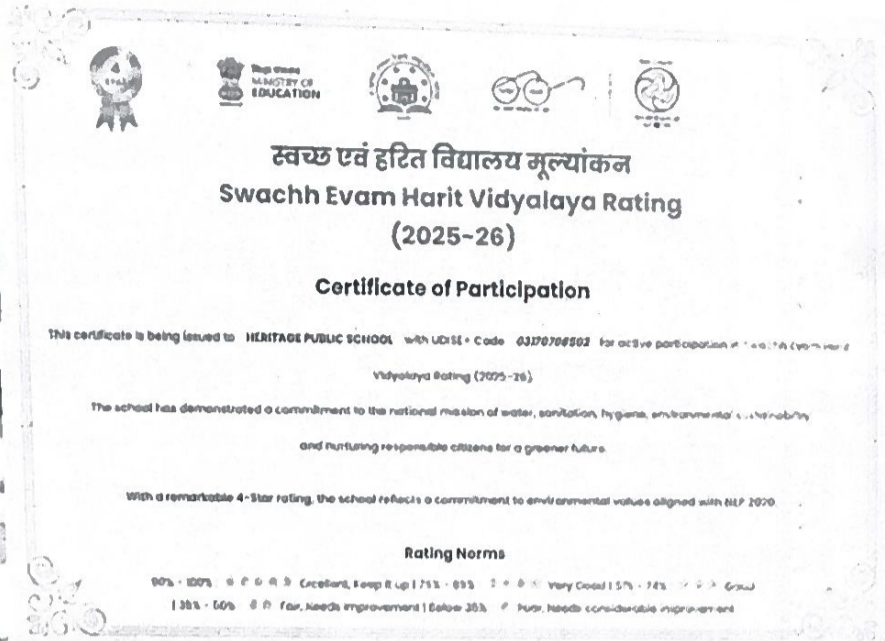 4
MINISTRY OF
EDUCATION
स्वच्छ एवं हरित विद्यालय मूल्यांकन
Swachh Evam Harit Vidyalaya Rating
(2025-26)
Certificate of Participation
This certificate is being issued to HERITAGE PUBLIC SCHOOL with UDISE+ Code for active participation in
Vidyalaya Rating (2025-26)
The school has demonstrated a commitment to the national mission of water, sanitation, hygiene, environmental sustainability
and nurturing responsible citizens for a greener future.
With a remarkable 4-Star rating, the school reflects a commitment to environmental values aligned with NEP 2020.
Rating Norms
90% - 100% Excellent, Keep it up | 75% - 89% Very Good | 51% - 74% Good
| 35% - 50% Fair, Needs improvement | Below 35% Poor, Needs considerable improvement